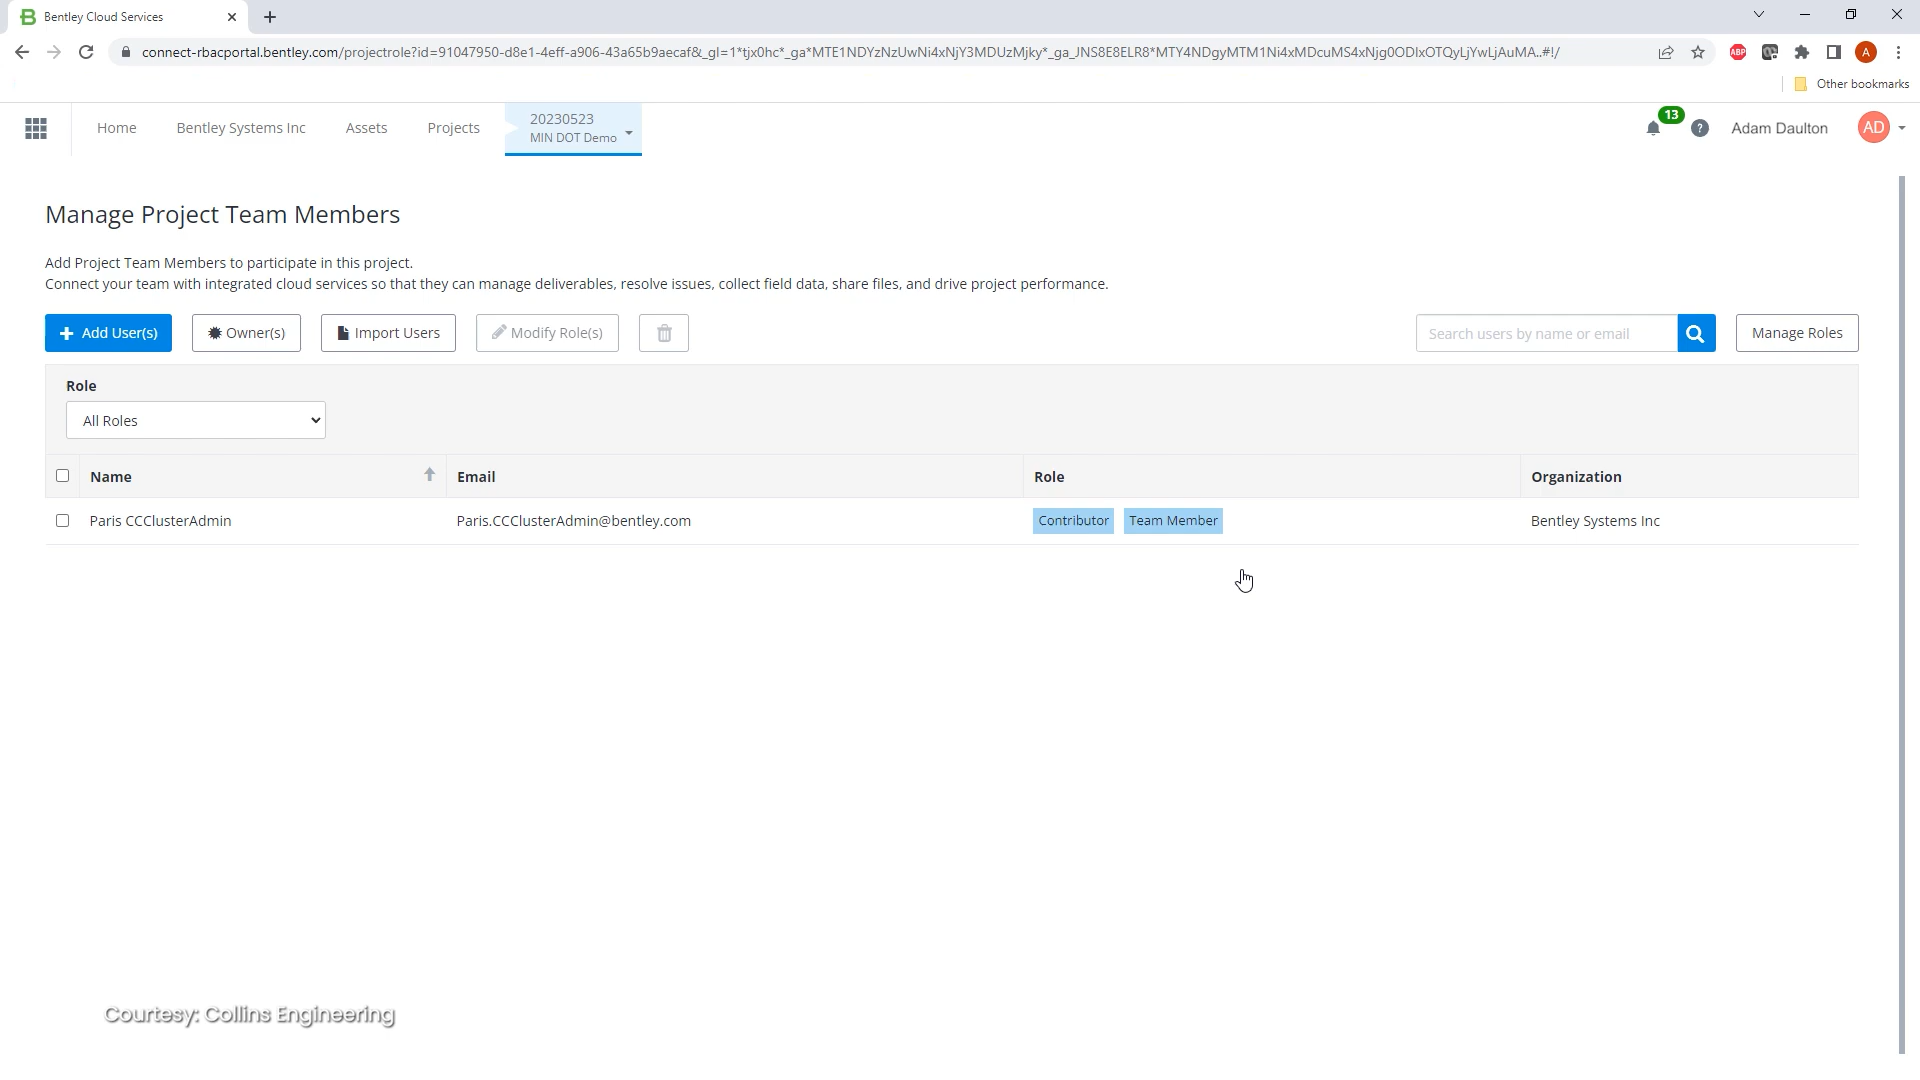 Bentley Cloud Services
connect-rbacportal.bentley.com/projectrole?id=91047950-d8e1-4eff-a906-43a65b9aecaf&_gl=1*tjx0hc*_ga*MTE1NDYzNzUwNi4xNjY3MDUzMjky*_ga_JNS8E8ELR8*MTY4NDgyMTM1Ni4xMDcuMS4xNjg0ODIxOTQyLjYwLjAuMA..#!/
ABP
A
Other bookmarks
Home
Bentley Systems Inc
Assets
Projects
20230523
MIN DOT Demo
13
?
Adam Daulton
AD
Manage Project Team Members
Add Project Team Members to participate in this project.
Connect your team with integrated cloud services so that they can manage deliverables, resolve issues, collect field data, share files, and drive project performance.
Add User(s)
Owner(s)
Import Users
Modify Role(s)
Search users by name or email
Manage Roles
Role
All Roles
Name
Email
Role
Organization
Paris CCClusterAdmin
Paris.CCClusterAdmin@bentley.com
Contributor
Team Member
Bentley Systems Inc
Courtesy: Collins Engineering